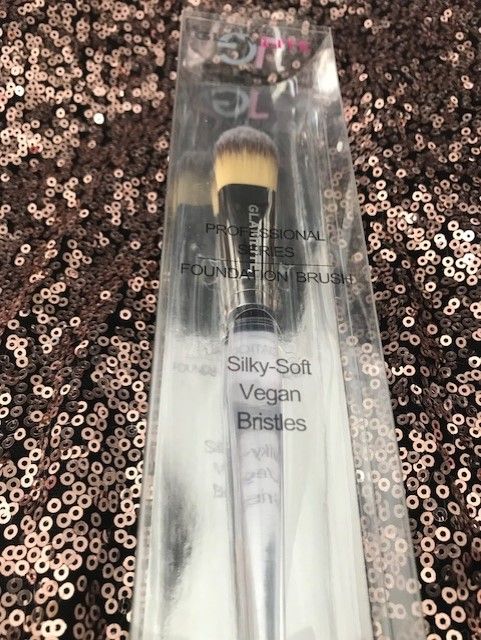 PROFESSIONAL
SERIES
FOUNDATION BRUSH
Silky-Soft
Vegan
Bristles